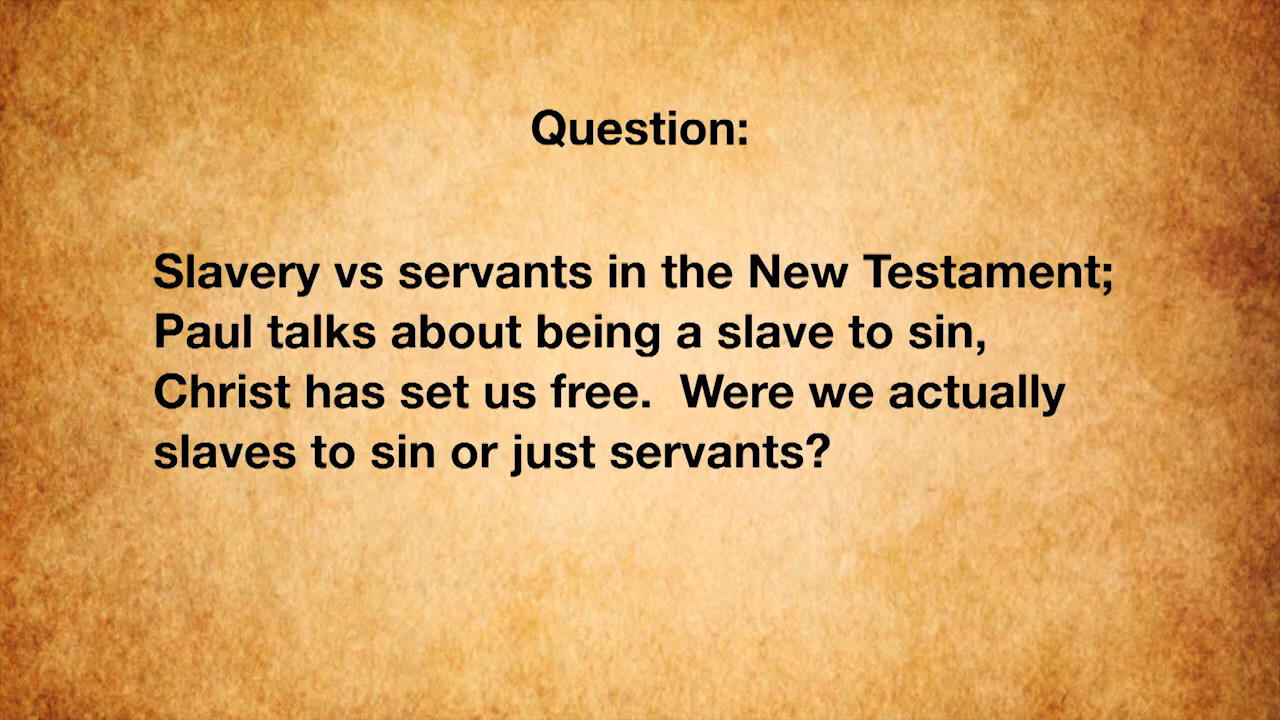 Question:
Slavery vs servants in the New Testament;
Paul talks about being a slave to sin,
Christ has set us free.  Were we actually
slaves to sin or just servants?